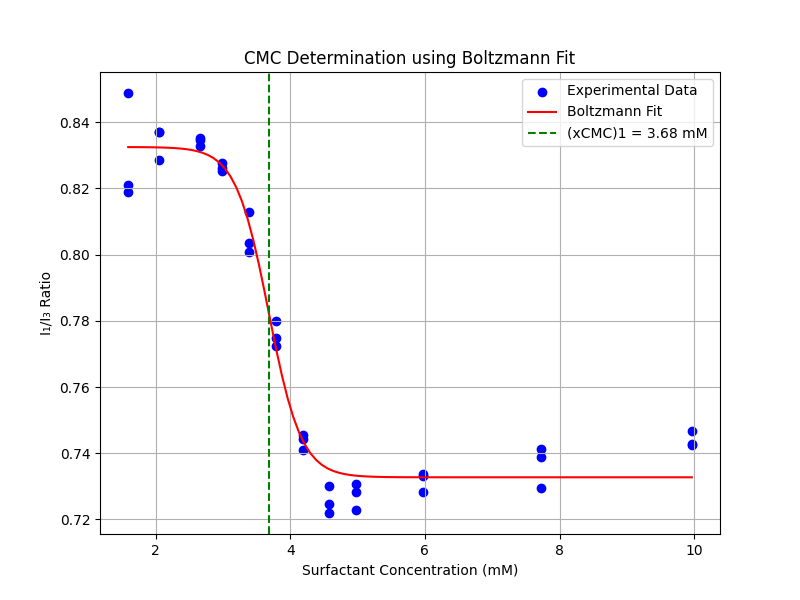 CMC Determination using Boltzmann Fit
Experimental Data
Boltzmann Fit
(xCMC)1 = 3.68 mM
I₁/I₃ Ratio
0.84
0.82
0.80
0.78
0.76
0.74
0.72
2 4 6 8 10
Surfactant Concentration (mM)